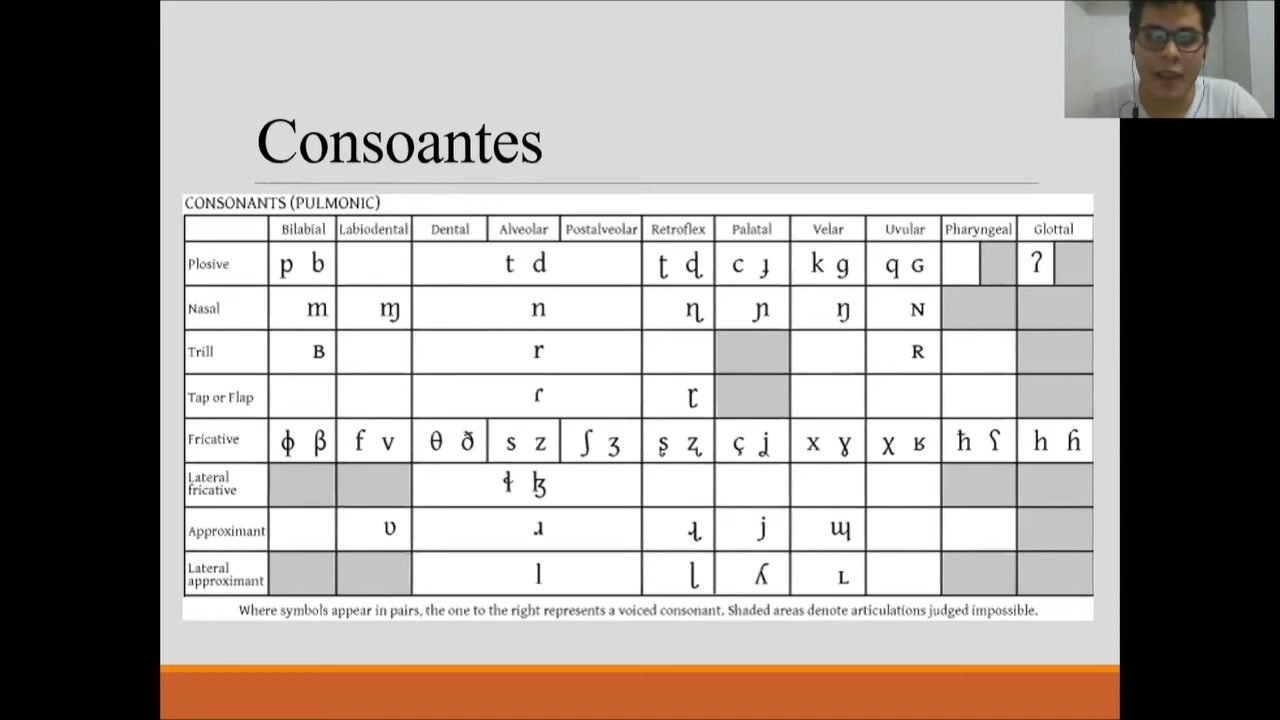 Consoantes
CONSONANTS (PULMONIC)
Bilabial Labiodental Dental Alveolar Postalveolar Retroflex Palatal Velar Uvular Pharyngeal Glottal
Plosive p b t d ʈ ɖ c ɟ k ɡ q ɢ ʔ
Nasal m ɱ n ɳ ɲ ŋ ɴ
Trill ʙ r ʀ
Tap or Flap ɾ ɽ
Fricative ɸ β f v θ ð s z ʃ ʒ ʂ ʐ ç ʝ x ɣ χ ʁ ħ ʕ h ɦ
Lateral
fricative ɬ ɮ
Approximant ʋ ɹ ɻ j ɰ
Lateral
approximant l ɭ ʎ ʟ
Where symbols appear in pairs, the one to the right represents a voiced consonant. Shaded areas denote articulations judged impossible.